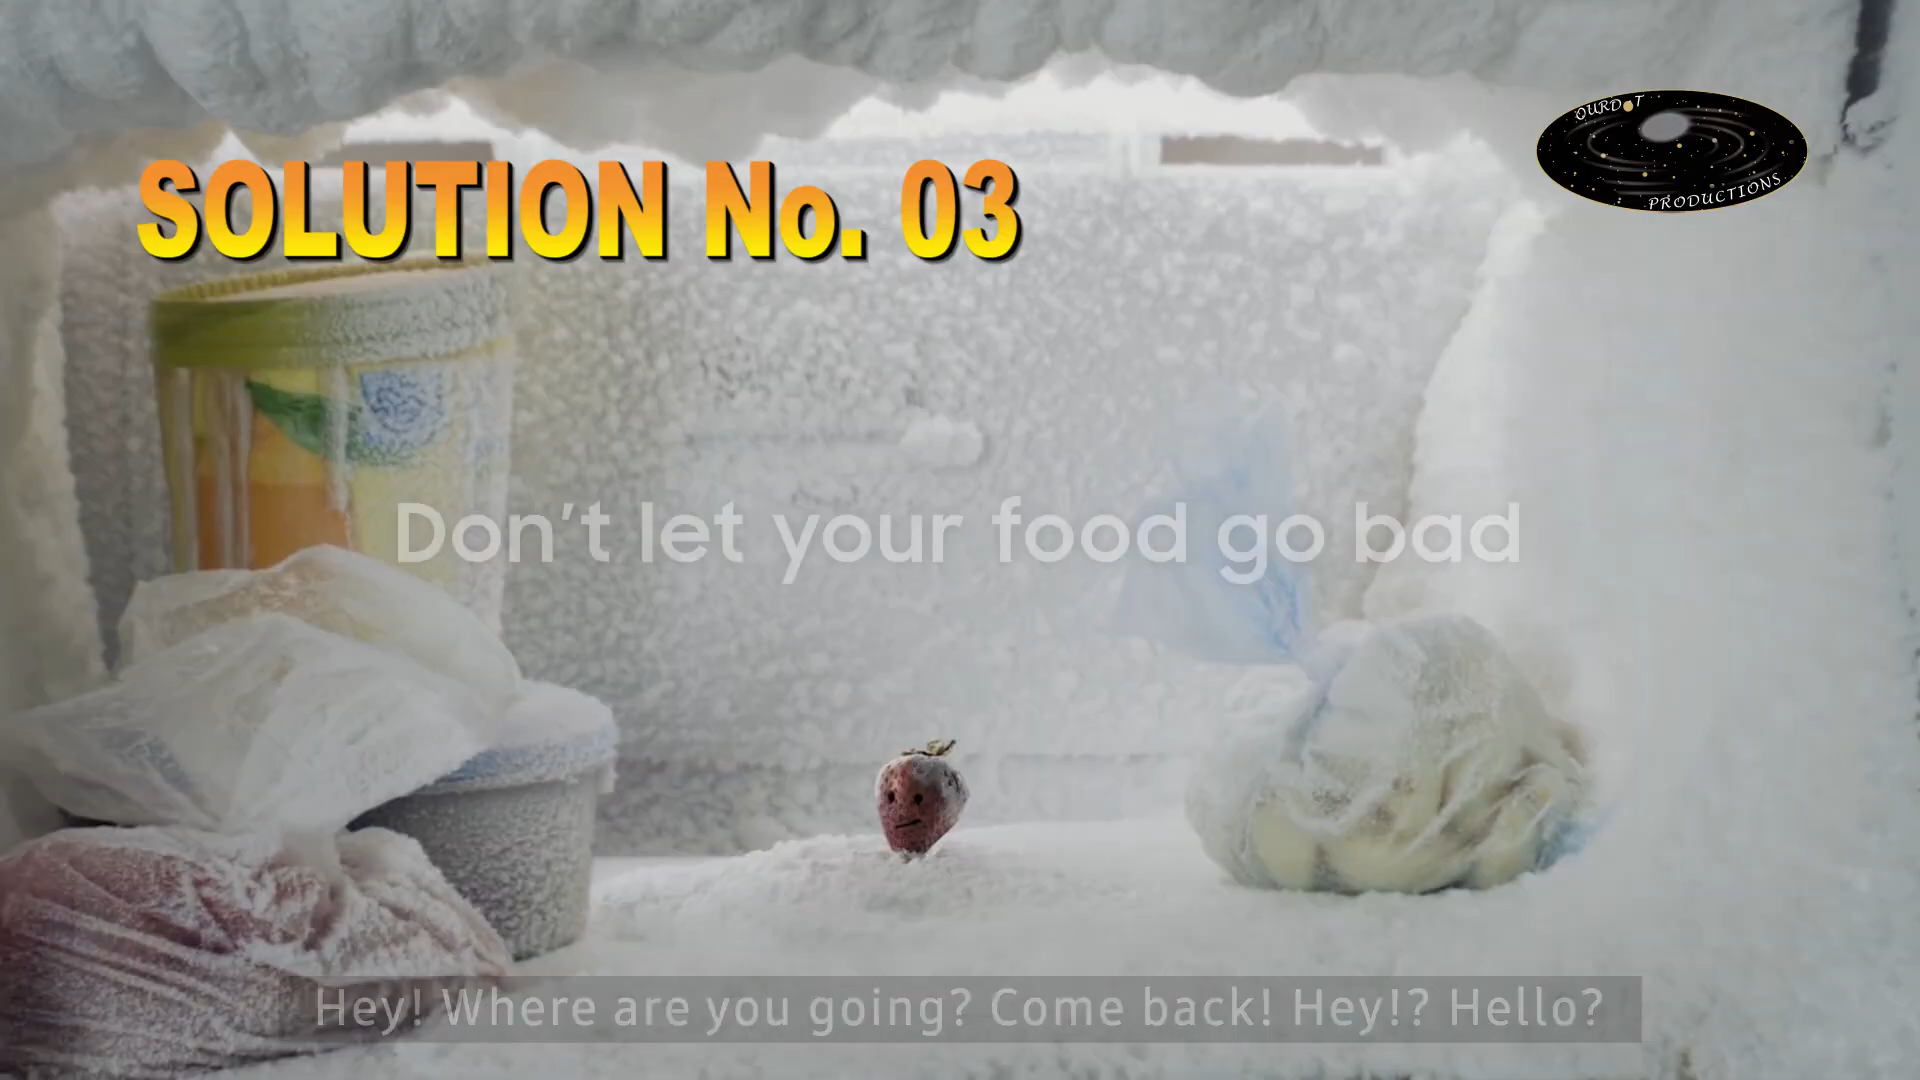 OURDOT
PRODUCTIONS
SOLUTION No. 03
Don't let your food go bad
Hey! Where are you going? Come back! Hey!? Hello?